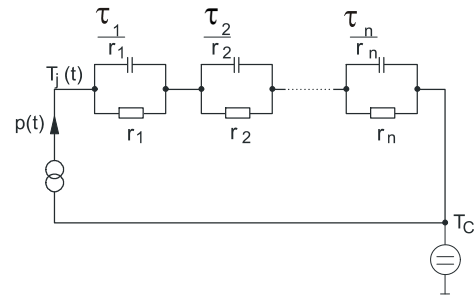 τ1/r1 τ2/r2 τn/rn
Tj(t)
r1 r2 rn
p(t)
TC